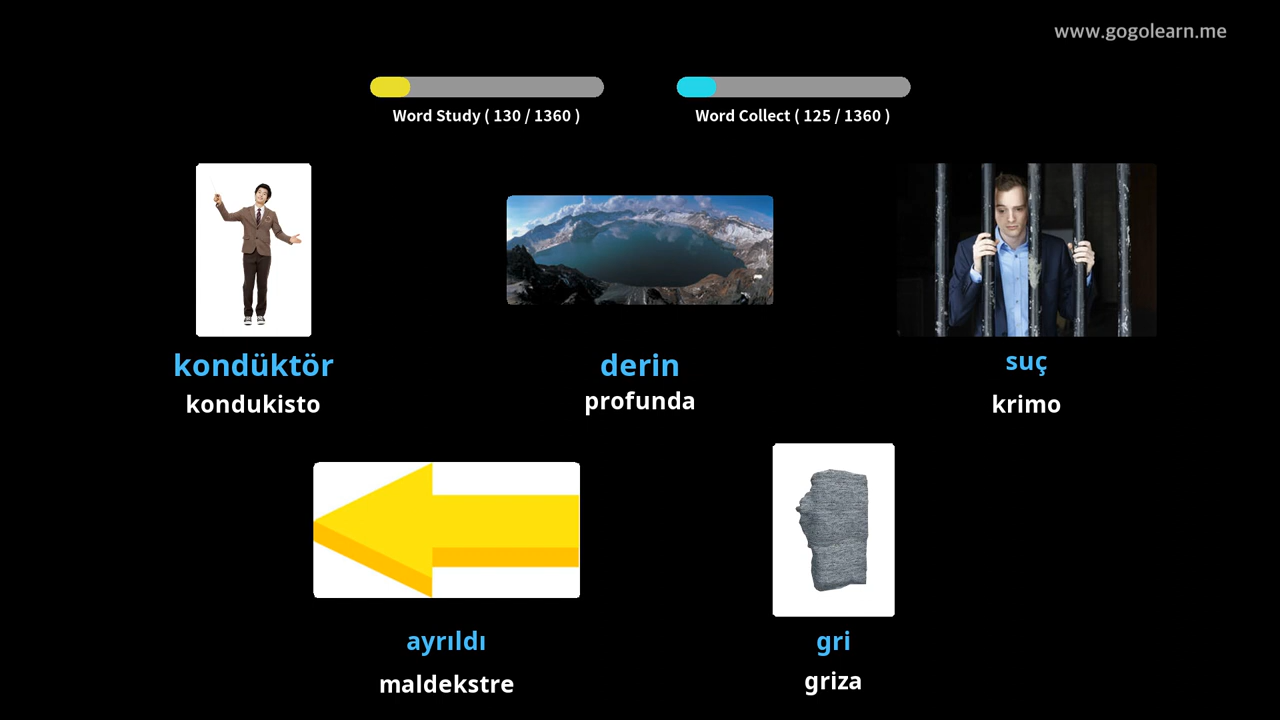 www.gogolearn.me
Word Study ( 130 / 1360 )
Word Collect ( 125 / 1360 )
kondüktör
kondukisto
derin
profunda
suç
krimo
ayrıldı
maldekstre
gri
griza